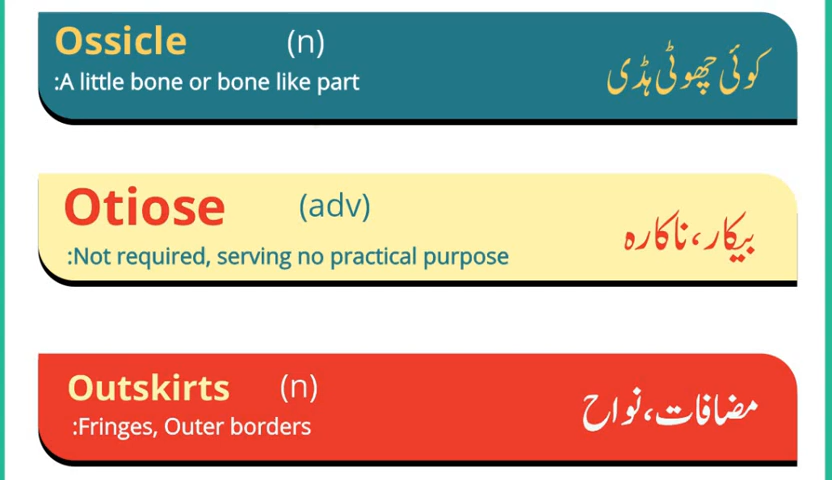 Ossicle (n)
:A little bone or bone like part
کوئی چھوٹی ہڈی
Otiose (adv)
:Not required, serving no practical purpose
بیکار، ناکارہ
Outskirts (n)
:Fringes, Outer borders
مضافات، نواح